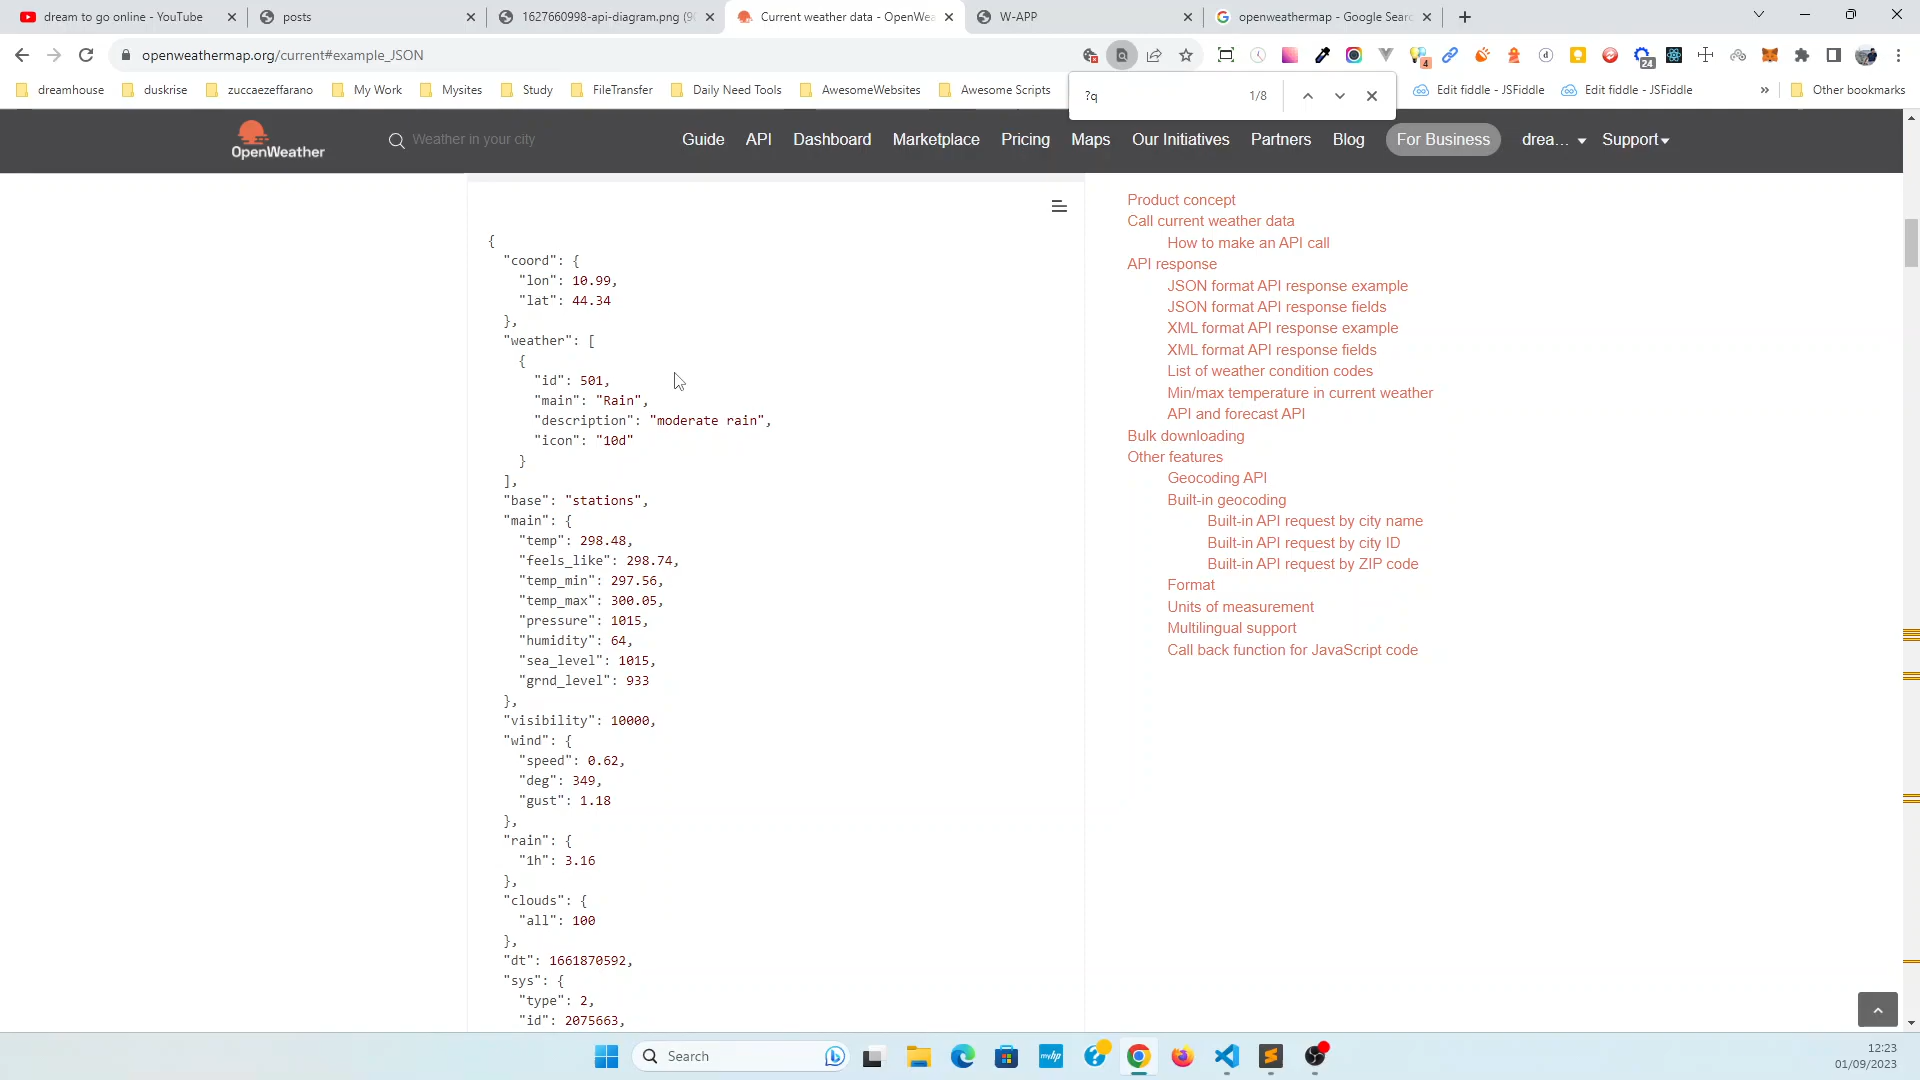 dream to go online - YouTube
posts
1627660998-api-diagram.png (9
Current weather data - OpenWea
W-APP
openweathermap - Google Searc
openweathermap.org/current#example_JSON
4
24
dreamhouse
duskrise
zuccaezeffarano
My Work
Mysites
Study
FileTransfer
Daily Need Tools
AwesomeWebsites
Awesome Scripts
Edit fiddle - JSFiddle
Edit fiddle - JSFiddle
»
Other bookmarks
?q
1/8
OpenWeather
Weather in your city
Guide
API
Dashboard
Marketplace
Pricing
Maps
Our Initiatives
Partners
Blog
For Business
drea...
Support
{
"coord": {
"lon": 10.99,
"lat": 44.34
},
"weather": [
{
"id": 501,
"main": "Rain",
"description": "moderate rain",
"icon": "10d"
}
],
"base": "stations",
"main": {
"temp": 298.48,
"feels_like": 298.74,
"temp_min": 297.56,
"temp_max": 300.05,
"pressure": 1015,
"humidity": 64,
"sea_level": 1015,
"grnd_level": 933
},
"visibility": 10000,
"wind": {
"speed": 0.62,
"deg": 349,
"gust": 1.18
},
"rain": {
"1h": 3.16
},
"clouds": {
"all": 100
},
"dt": 1661870592,
"sys": {
"type": 2,
"id": 2075663,
Product concept
Call current weather data
How to make an API call
API response
JSON format API response example
JSON format API response fields
XML format API response example
XML format API response fields
List of weather condition codes
Min/max temperature in current weather
API and forecast API
Bulk downloading
Other features
Geocoding API
Built-in geocoding
Built-in API request by city name
Built-in API request by city ID
Built-in API request by ZIP code
Format
Units of measurement
Multilingual support
Call back function for JavaScript code
Search
myhp
12:23
01/09/2023